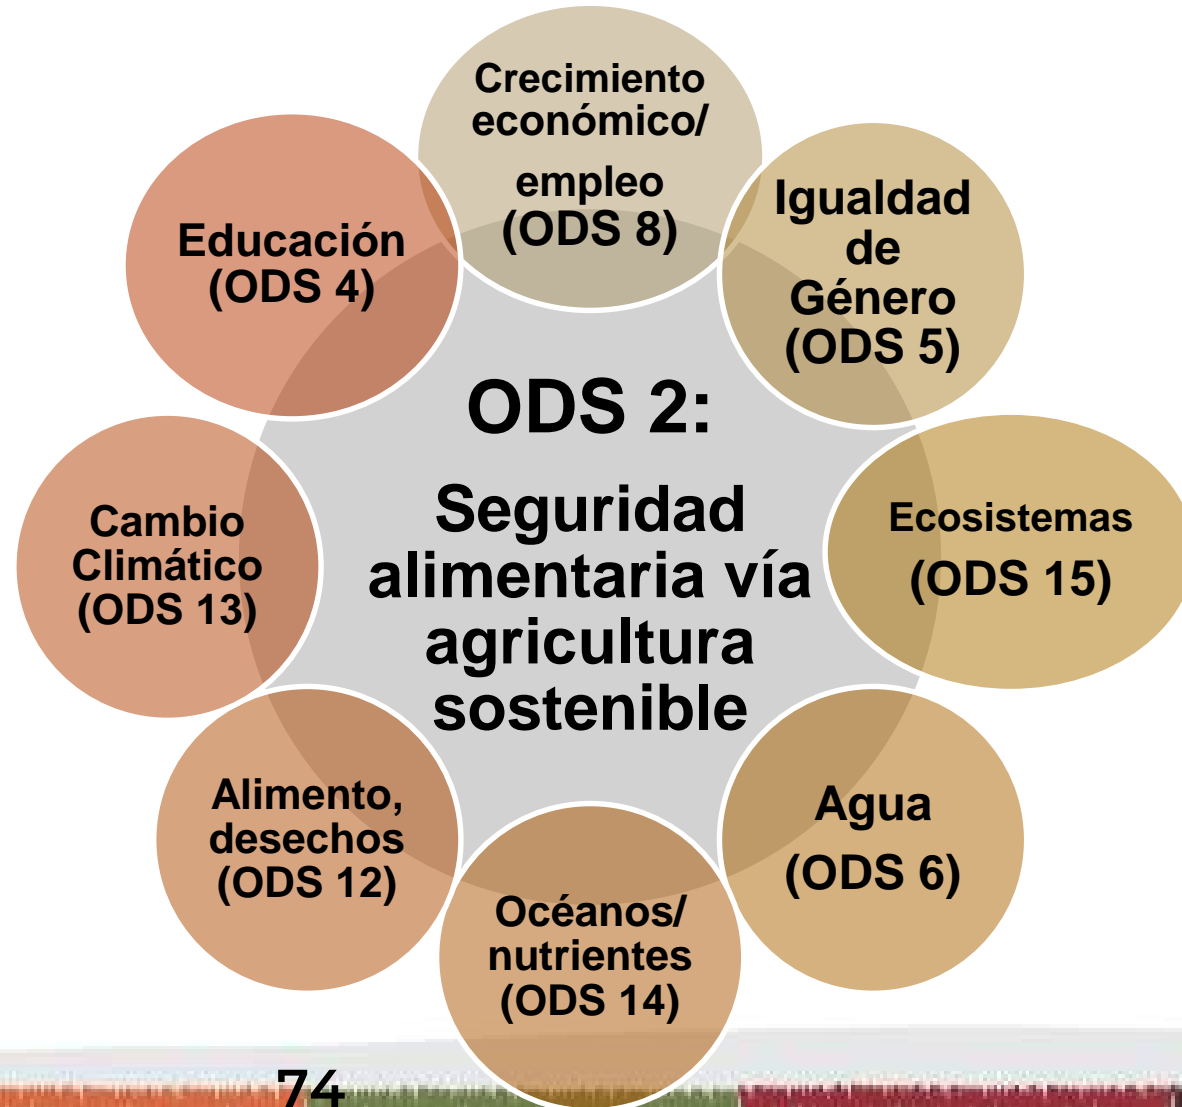 Crecimiento
económico/
empleo
(ODS 8)
Igualdad
de
Género
(ODS 5)
Educación
(ODS 4)
ODS 2:
Seguridad
alimentaria vía
agricultura
sostenible
Ecosistemas
(ODS 15)
Cambio
Climático
(ODS 13)
Agua
(ODS 6)
Alimento,
desechos
(ODS 12)
Océanos/
nutrientes
(ODS 14)
74